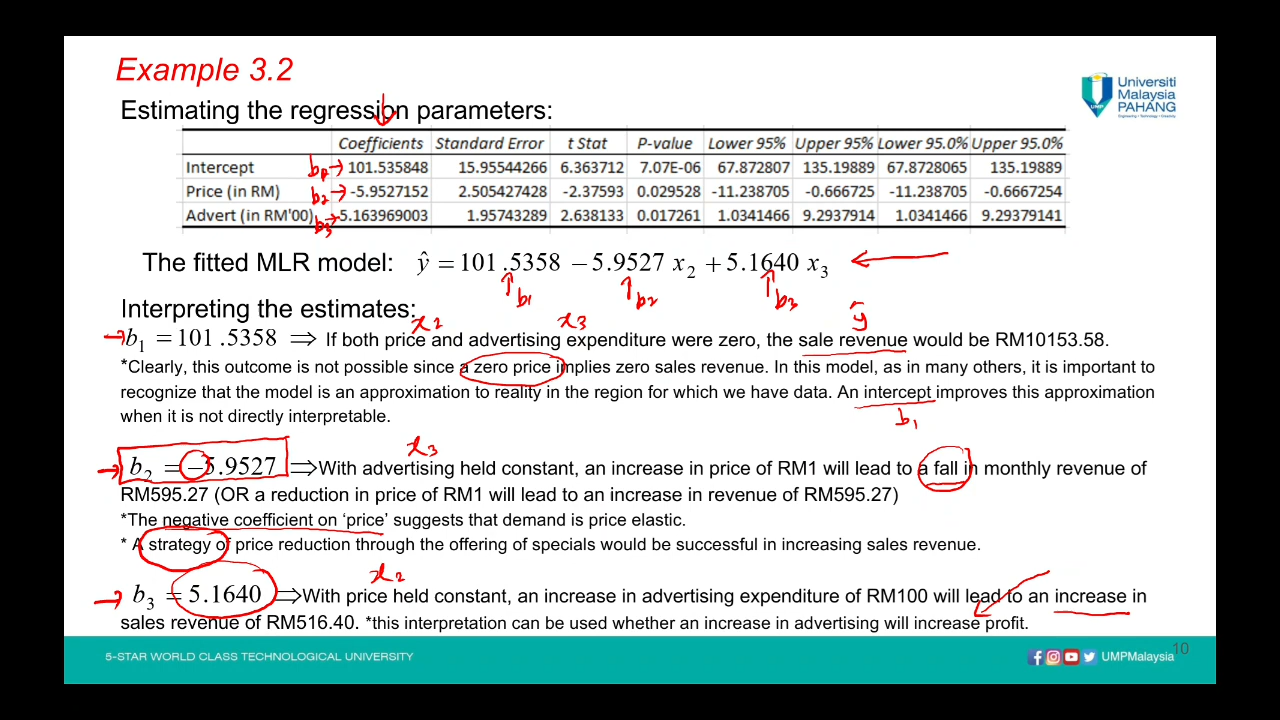 Example 3.2
Universiti
Malaysia
PAHANG
Estimating the regression parameters:
Coefficients Standard Error t Stat P-value Lower 95% Upper 95% Lower 95.0% Upper 95.0%
Intercept b1 → 101.535848 15.95544266 6.363712 7.07E-06 67.872807 135.19889 67.8728065 135.19889
Price (in RM) b2 → -5.9527152 2.505427428 -2.37593 0.029528 -11.238705 -0.666725 -11.238705 -0.6667254
Advert (in RM'00) b3 → 5.163969003 1.95743289 2.638133 0.017261 1.0341466 9.2937914 1.0341466 9.29379141
The fitted MLR model: ŷ = 101.5358 − 5.9527 x2 + 5.1640 x3
b1 b2 b3
Interpreting the estimates:
x2 x3 ŷ
b1 = 101.5358 ⇒ If both price and advertising expenditure were zero, the sale revenue would be RM10153.58.
*Clearly, this outcome is not possible since a zero price implies zero sales revenue. In this model, as in many others, it is important to
recognize that the model is an approximation to reality in the region for which we have data. An intercept improves this approximation
when it is not directly interpretable.
b1
x3
b2 = −5.9527 ⇒ With advertising held constant, an increase in price of RM1 will lead to a fall in monthly revenue of
RM595.27 (OR a reduction in price of RM1 will lead to an increase in revenue of RM595.27)
*The negative coefficient on ‘price’ suggests that demand is price elastic.
* A strategy of price reduction through the offering of specials would be successful in increasing sales revenue.
x2
b3 = 5.1640 ⇒ With price held constant, an increase in advertising expenditure of RM100 will lead to an increase in
sales revenue of RM516.40. *this interpretation can be used whether an increase in advertising will increase profit.
5-STAR WORLD CLASS TECHNOLOGICAL UNIVERSITY
UMPMalaysia
10